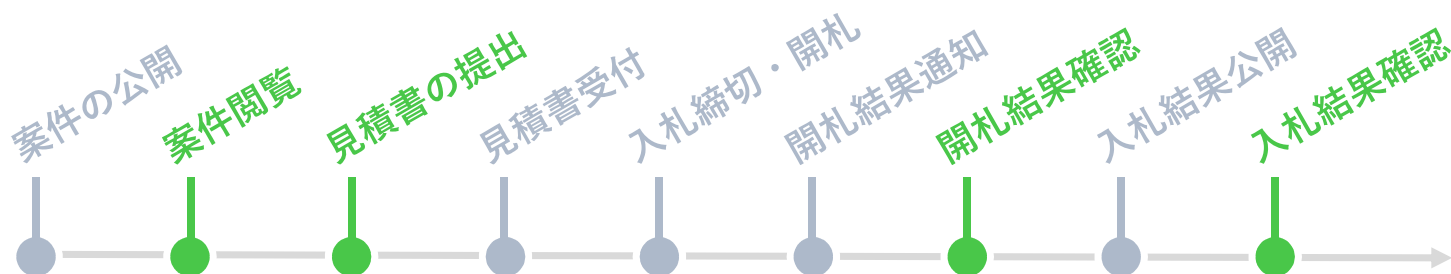 案件の公開
案件閲覧
見積書の提出
見積書受付
入札締切・開札
開札結果通知
開札結果確認
入札結果公開
入札結果確認